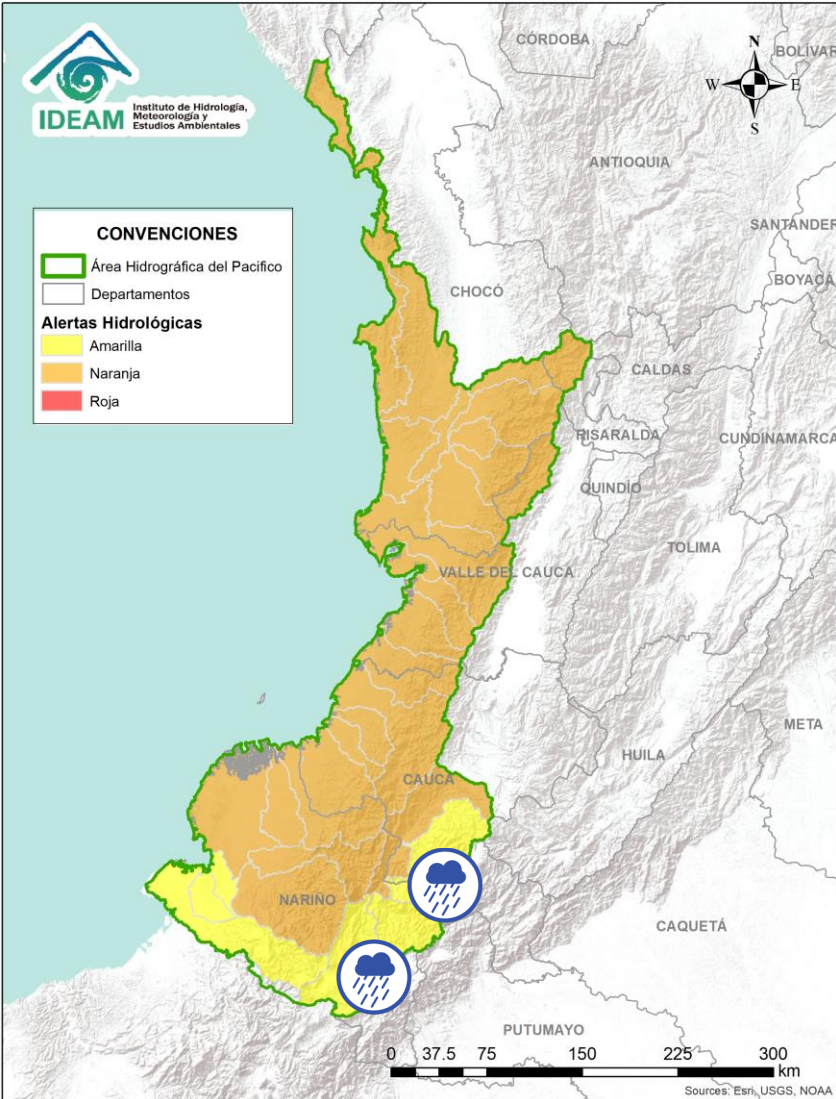 IDEAM
Instituto de Hidrología,
Meteorología y
Estudios Ambientales
N
W
E
S
CÓRDOBA
BOLÍVAR
ANTIOQUIA
SANTANDER
BOYACÁ
CHOCÓ
CALDAS
RISARALDA
CUNDINAMARCA
QUINDÍO
TOLIMA
VALLE DEL CAUCA
META
HUILA
CAUCA
NARIÑO
CAQUETÁ
PUTUMAYO
CONVENCIONES
Área Hidrográfica del Pacifico
Departamentos
Alertas Hidrológicas
Amarilla
Naranja
Roja
0 37.5 75 150 225 300
km
Sources: Esri, USGS, NOAA